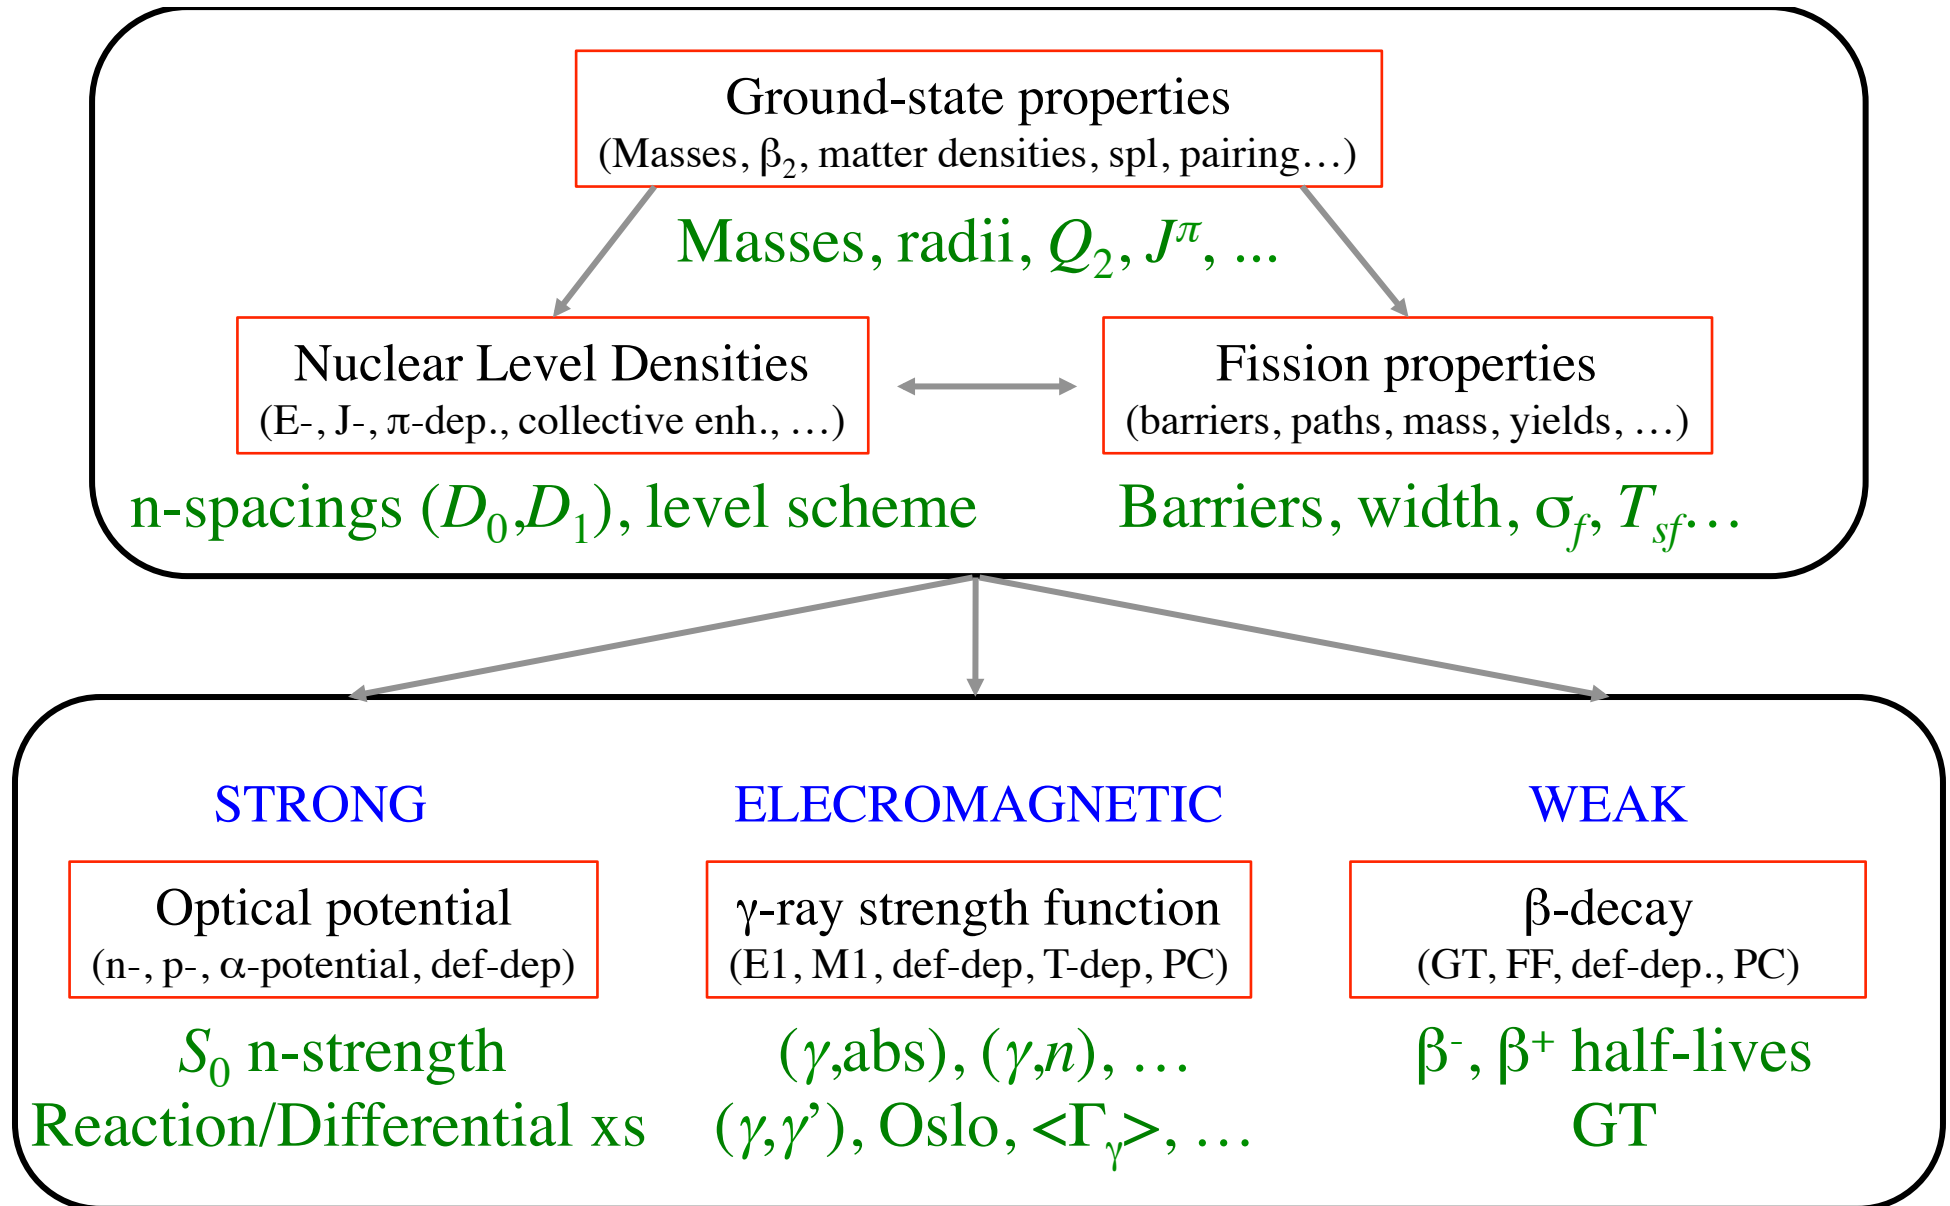 Ground-state properties
(Masses, β₂, matter densities, spl, pairing…)
Masses, radii, Q₂, Jᵖⁱ, ...
Nuclear Level Densities
(E-, J-, π-dep., collective enh., …)
Fission properties
(barriers, paths, mass, yields, …)
n-spacings (D₀,D₁), level scheme
Barriers, width, σf, Tsf…
STRONG
ELECROMAGNETIC
WEAK
Optical potential
(n-, p-, α-potential, def-dep)
γ-ray strength function
(E1, M1, def-dep, T-dep, PC)
β-decay
(GT, FF, def-dep., PC)
S₀ n-strength
Reaction/Differential xs
(γ,abs), (γ,n), …
(γ,γ’), Oslo, <Γγ>, …
β⁻, β⁺ half-lives
GT